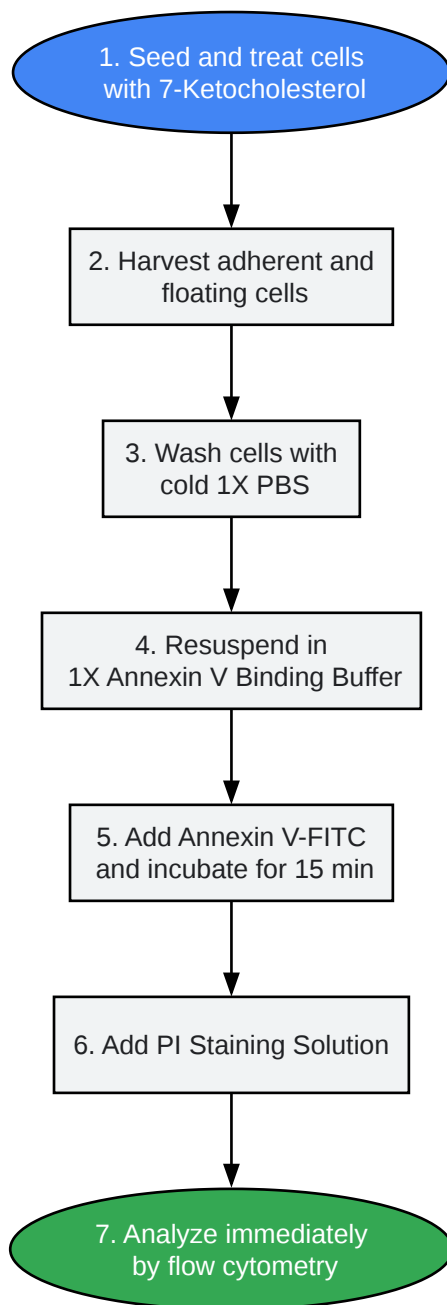 1. Seed and treat cells
with 7-Ketocholesterol
2. Harvest adherent and
floating cells
3. Wash cells with
cold 1X PBS
4. Resuspend in
1X Annexin V Binding Buffer
5. Add Annexin V-FITC
and incubate for 15 min
6. Add PI Staining Solution
7. Analyze immediately
by flow cytometry